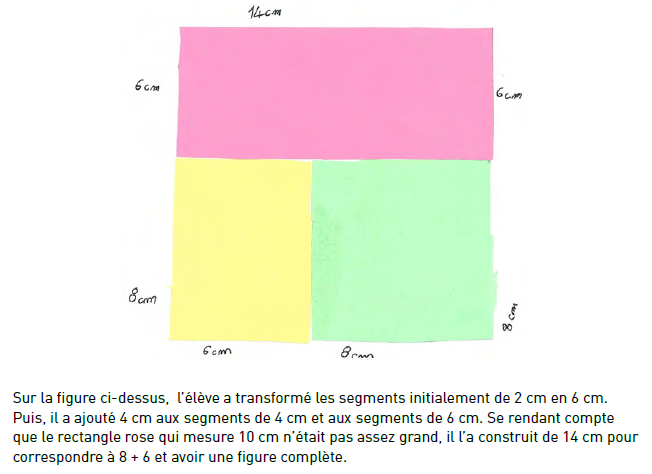 14cm
6cm
6cm
8cm
8cm
6cm
8cm
Sur la figure ci-dessus, l'élève a transformé les segments initialement de 2 cm en 6 cm.
Puis, il a ajouté 4 cm aux segments de 4 cm et aux segments de 6 cm. Se rendant compte
que le rectangle rose qui mesure 10 cm n'était pas assez grand, il l'a construit de 14 cm pour
correspondre à 8 + 6 et avoir une figure complète.